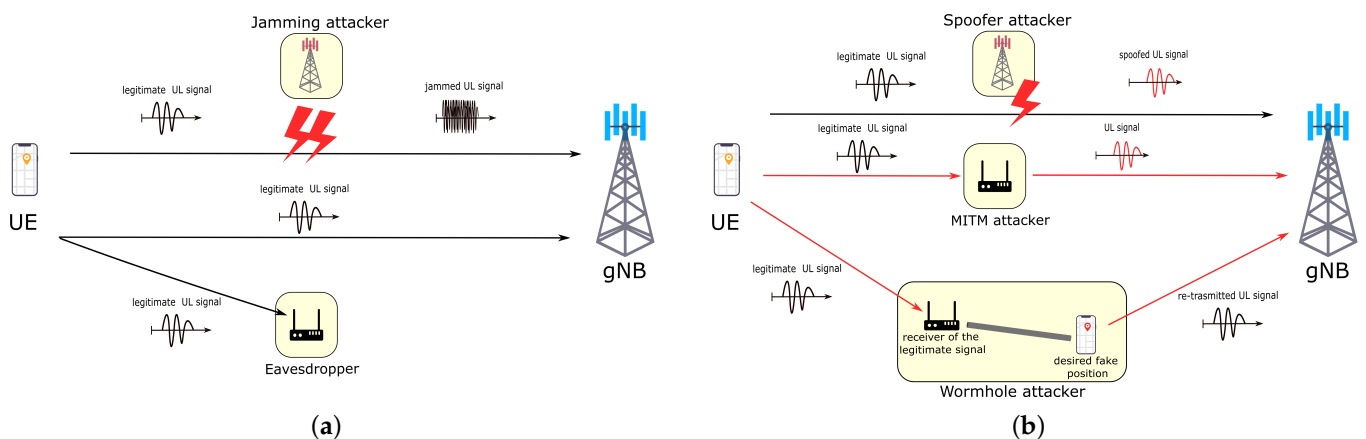 Jamming attacker
legitimate UL signal
jammed UL signal
UE
legitimate UL signal
gNB
legitimate UL signal
Eavesdropper
(a)
Spoofer attacker
legitimate UL signal
spoofed UL signal
legitimate UL signal
UL signal
UE
MITM attacker
gNB
legitimate UL signal
re-trasmitted UL signal
receiver of the
legitimate signal
desired fake
position
Wormhole attacker
(b)